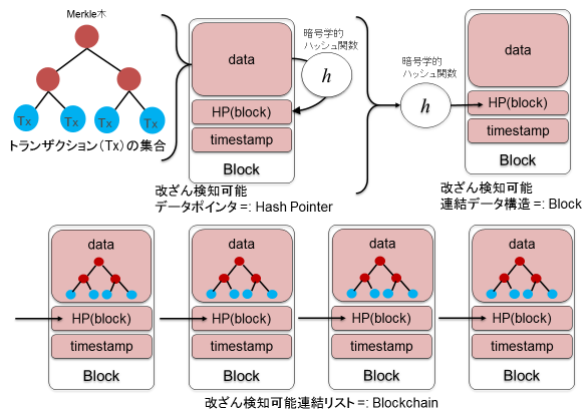 Merkle木
Tx
Tx
Tx
Tx
トランザクション(Tx)の集合
data
HP(block)
timestamp
Block
暗号学的
ハッシュ関数
h
改ざん検知可能
データポインタ=: Hash Pointer
暗号学的
ハッシュ関数
h
data
HP(block)
timestamp
Block
改ざん検知可能
連結データ構造=: Block
data
HP(block)
timestamp
Block
data
HP(block)
timestamp
Block
data
HP(block)
timestamp
Block
data
HP(block)
timestamp
Block
改ざん検知可能連結リスト=: Blockchain